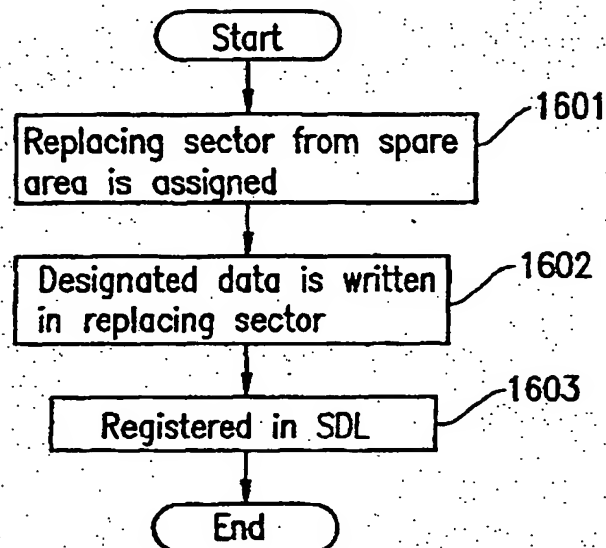 Start
1601
Replacing sector from spare
area is assigned
1602
Designated data is written
in replacing sector
1603
Registered in SDL
End